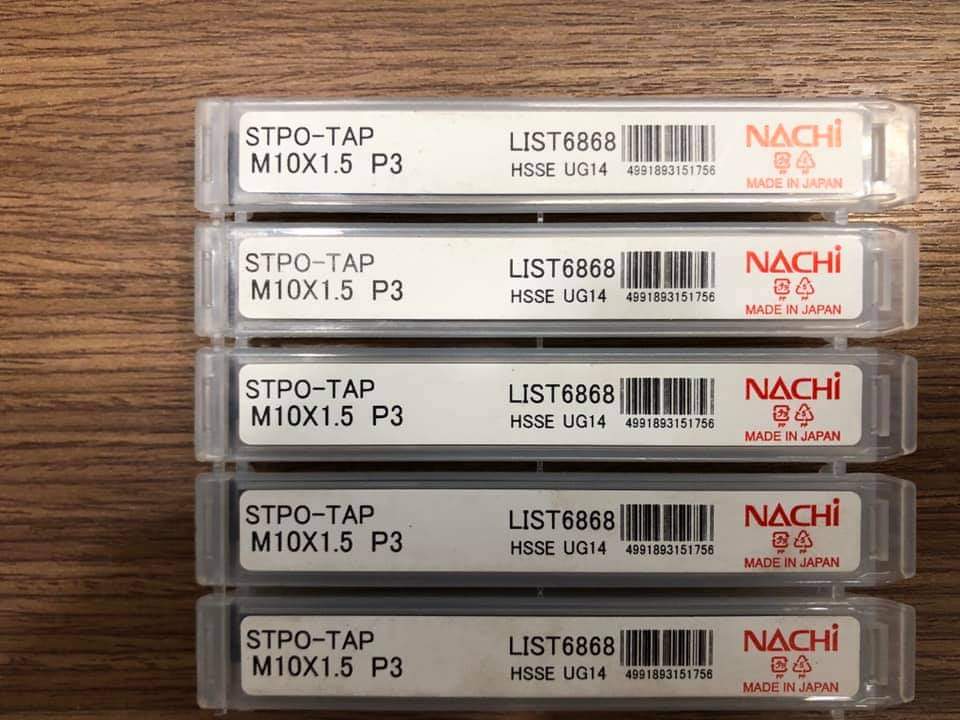 STPO-TAP
M10X1.5 P3
LIST6868
HSSE UG14
4991893151756
NACHi
MADE IN JAPAN
STPO-TAP
M10X1.5 P3
LIST6868
HSSE UG14
4991893151756
NACHi
MADE IN JAPAN
STPO-TAP
M10X1.5 P3
LIST6868
HSSE UG14
4991893151756
NACHi
MADE IN JAPAN
STPO-TAP
M10X1.5 P3
LIST6868
HSSE UG14
4991893151756
NACHi
MADE IN JAPAN
STPO-TAP
M10X1.5 P3
LIST6868
HSSE UG14
4991893151756
NACHi
MADE IN JAPAN